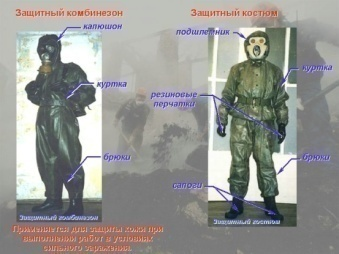 Защитный комбинезон
Защитный костюм
капюшон
подшлемник
куртка
куртка
резиновые
перчатки
брюки
брюки
сапоги
Защитный комбинезон
Защитный костюм
Применяется для защиты кожи при
выполнении работ в условиях
сильного заражения.